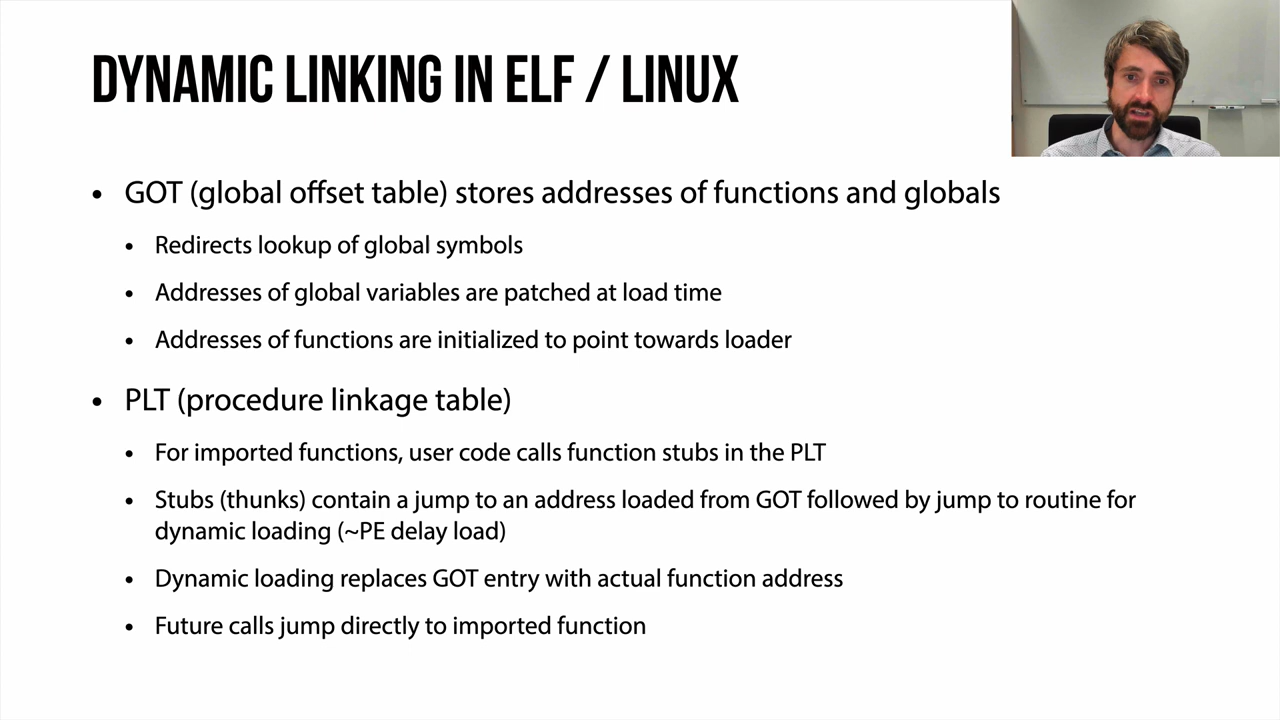 DYNAMIC LINKING IN ELF / LINUX
• GOT (global offset table) stores addresses of functions and globals
• Redirects lookup of global symbols
• Addresses of global variables are patched at load time
• Addresses of functions are initialized to point towards loader
• PLT (procedure linkage table)
• For imported functions, user code calls function stubs in the PLT
• Stubs (thunks) contain a jump to an address loaded from GOT followed by jump to routine for
dynamic loading (~PE delay load)
• Dynamic loading replaces GOT entry with actual function address
• Future calls jump directly to imported function